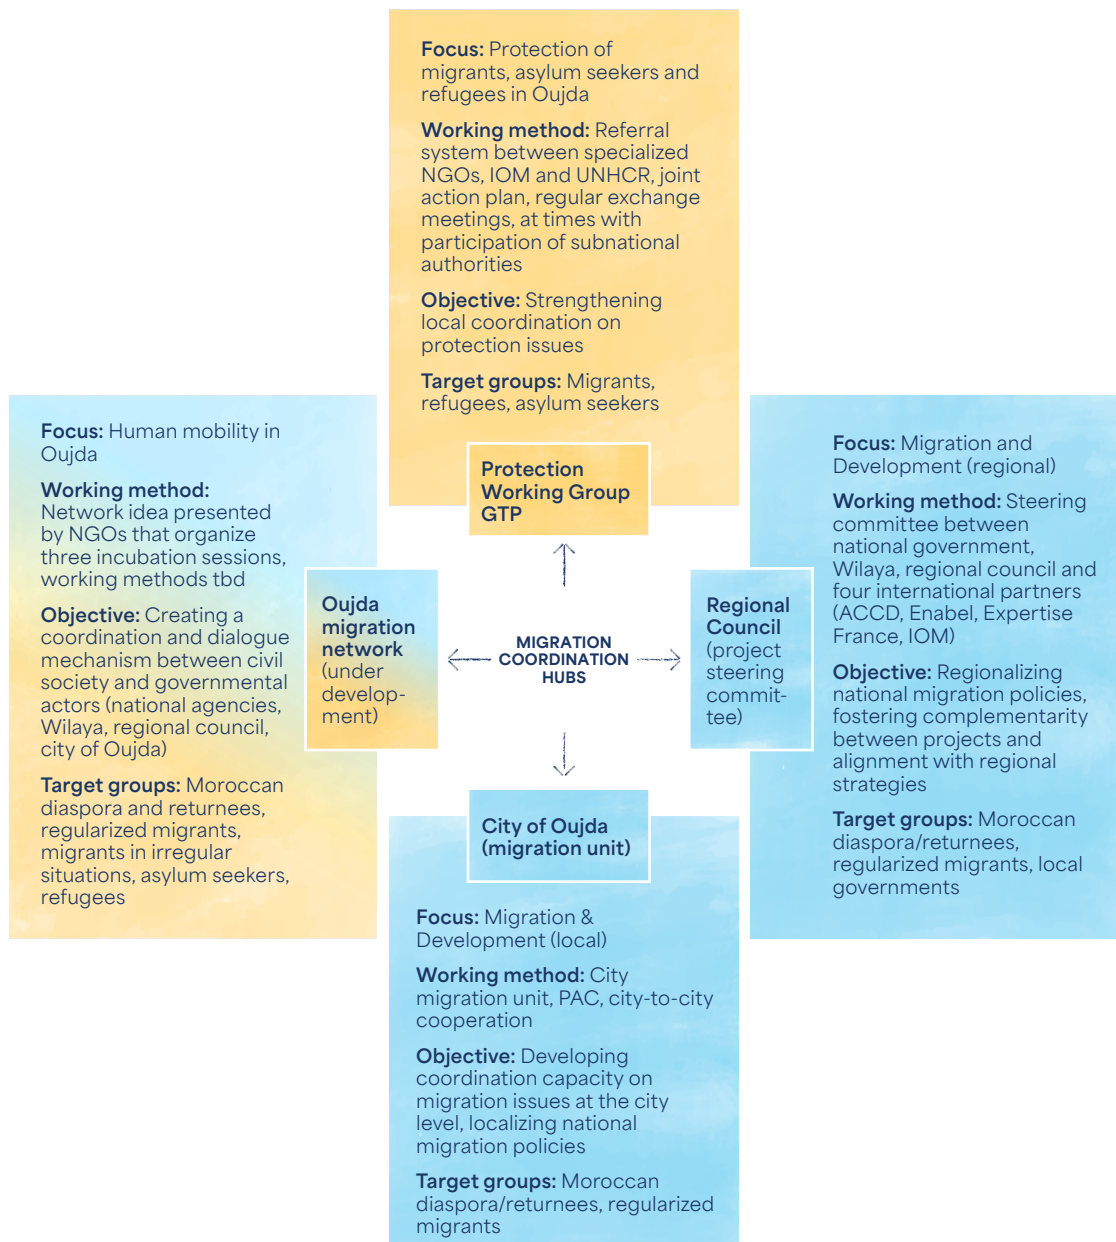 Focus: Protection of
migrants, asylum seekers and
refugees in Oujda
Working method: Referral
system between specialized
NGOs, IOM and UNHCR, joint
action plan, regular exchange
meetings, at times with
participation of subnational
authorities
Objective: Strengthening
local coordination on
protection issues
Target groups: Migrants,
refugees, asylum seekers
Protection
Working Group
GTP
Focus: Human mobility in
Oujda
Working method:
Network idea presented
by NGOs that organize
three incubation sessions,
working methods tbd
Objective: Creating a
coordination and dialogue
mechanism between civil
society and governmental
actors (national agencies,
Wilaya, regional council,
city of Oujda)
Target groups: Moroccan
diaspora and returnees,
regularized migrants,
migrants in irregular
situations, asylum seekers,
refugees
Oujda
migration
network
(under
develop-
ment)
MIGRATION
COORDINATION
HUBS
Regional
Council
(project
steering
commit-
tee)
Focus: Migration and
Development (regional)
Working method: Steering
committee between
national government,
Wilaya, regional council and
four international partners
(ACCD, Enabel, Expertise
France, IOM)
Objective: Regionalizing
national migration policies,
fostering complementarity
between projects and
alignment with regional
strategies
Target groups: Moroccan
diaspora/returnees,
regularized migrants, local
governments
City of Oujda
(migration unit)
Focus: Migration &
Development (local)
Working method: City
migration unit, PAC, city-to-city
cooperation
Objective: Developing
coordination capacity on
migration issues at the city
level, localizing national
migration policies
Target groups: Moroccan
diaspora/returnees, regularized
migrants